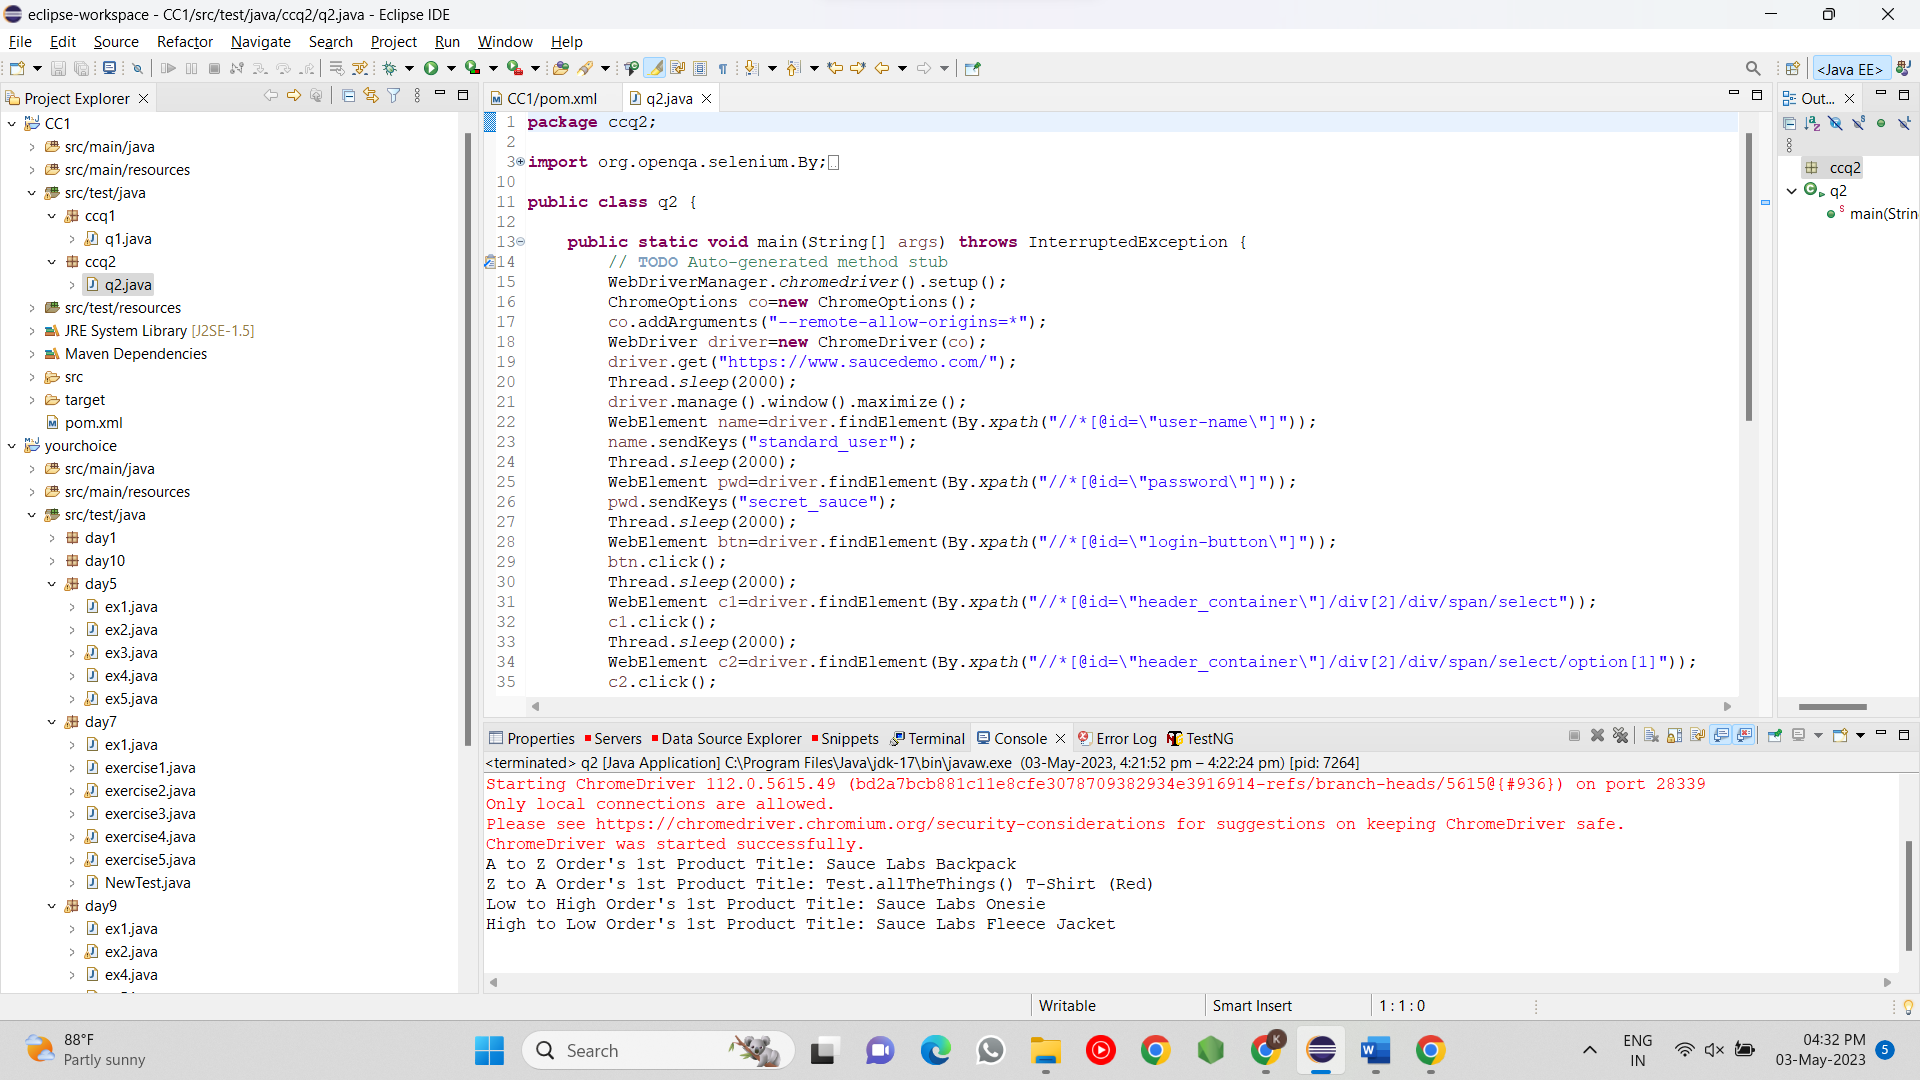 eclipse-workspace - CC1/src/test/java/ccq2/q2.java - Eclipse IDE
File Edit Source Refactor Navigate Search Project Run Window Help
<Java EE>
Project Explorer
CC1
src/main/java
src/main/resources
src/test/java
ccq1
q1.java
ccq2
q2.java
src/test/resources
JRE System Library [J2SE-1.5]
Maven Dependencies
src
target
pom.xml
yourchoice
src/main/java
src/main/resources
src/test/java
day1
day10
day5
ex1.java
ex2.java
ex3.java
ex4.java
ex5.java
day7
ex1.java
exercise1.java
exercise2.java
exercise3.java
exercise4.java
exercise5.java
NewTest.java
day9
ex1.java
ex2.java
ex4.java
CC1/pom.xml q2.java
1 package ccq2;
2
3 import org.openqa.selenium.By;
10
11 public class q2 {
12
13 public static void main(String[] args) throws InterruptedException {
14 // TODO Auto-generated method stub
15 WebDriverManager.chromedriver().setup();
16 ChromeOptions co=new ChromeOptions();
17 co.addArguments("--remote-allow-origins=*");
18 WebDriver driver=new ChromeDriver(co);
19 driver.get("https://www.saucedemo.com/");
20 Thread.sleep(2000);
21 driver.manage().window().maximize();
22 WebElement name=driver.findElement(By.xpath("//*[@id=\"user-name\"]"));
23 name.sendKeys("standard_user");
24 Thread.sleep(2000);
25 WebElement pwd=driver.findElement(By.xpath("//*[@id=\"password\"]"));
26 pwd.sendKeys("secret_sauce");
27 Thread.sleep(2000);
28 WebElement btn=driver.findElement(By.xpath("//*[@id=\"login-button\"]"));
29 btn.click();
30 Thread.sleep(2000);
31 WebElement c1=driver.findElement(By.xpath("//*[@id=\"header_container\"]/div[2]/div/span/select"));
32 c1.click();
33 Thread.sleep(2000);
34 WebElement c2=driver.findElement(By.xpath("//*[@id=\"header_container\"]/div[2]/div/span/select/option[1]"));
35 c2.click();
Out...
ccq2
q2
main(Strin
Properties Servers Data Source Explorer Snippets Terminal Console Error Log TestNG
<terminated> q2 [Java Application] C:\Program Files\Java\jdk-17\bin\javaw.exe (03-May-2023, 4:21:52 pm – 4:22:24 pm) [pid: 7264]
Starting ChromeDriver 112.0.5615.49 (bd2a7bcb881c11e8cfe3078709382934e3916914-refs/branch-heads/5615@{#936}) on port 28339
Only local connections are allowed.
Please see https://chromedriver.chromium.org/security-considerations for suggestions on keeping ChromeDriver safe.
ChromeDriver was started successfully.
A to Z Order's 1st Product Title: Sauce Labs Backpack
Z to A Order's 1st Product Title: Test.allTheThings() T-Shirt (Red)
Low to High Order's 1st Product Title: Sauce Labs Onesie
High to Low Order's 1st Product Title: Sauce Labs Fleece Jacket
Writable Smart Insert 1 : 1 : 0
88°F
Partly sunny
Search
K
ENG
IN
04:32 PM
03-May-2023
5